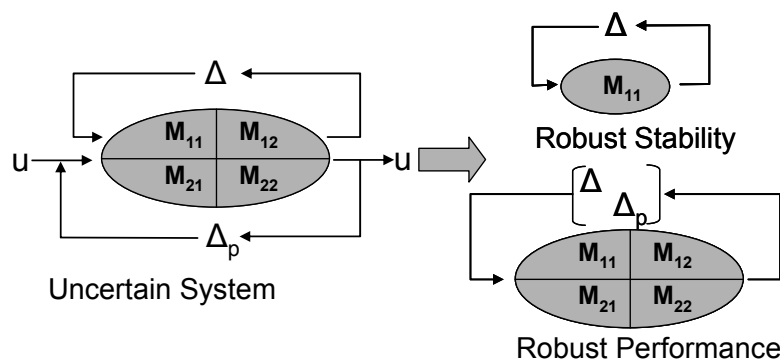 Δ
M11 M12
u u
M21 M22
Δp
Uncertain System
Δ
M11
Robust Stability
Δ
Δp
M11 M12
M21 M22
Robust Performance